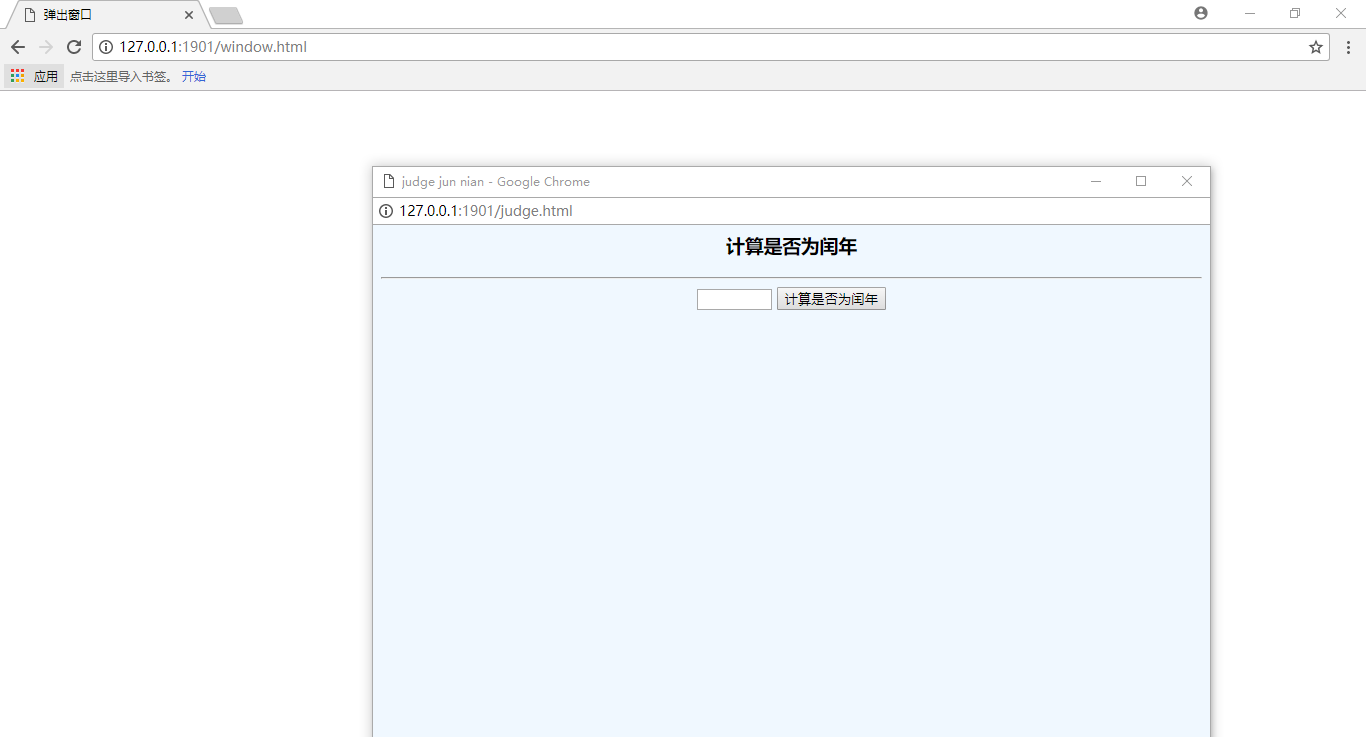 弹出窗口
127.0.0.1:1901/window.html
应用 点击这里导入书签。 开始
judge jun nian - Google Chrome
127.0.0.1:1901/judge.html
计算是否为闰年
计算是否为闰年